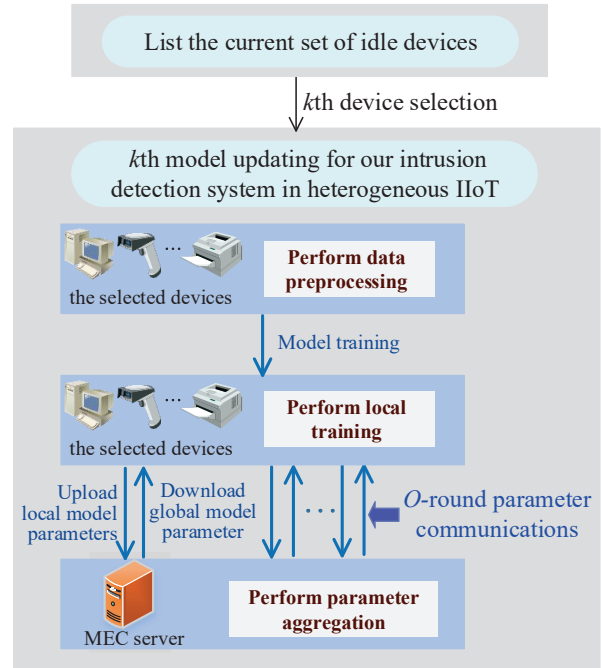 List the current set of idle devices
kth device selection
kth model updating for our intrusion
detection system in heterogeneous IIoT
...
Perform data
preprocessing
the selected devices
Model training
...
Perform local
training
the selected devices
Upload
local model
parameters
Download
global model
parameter
...
O-round parameter
communications
Perform parameter
aggregation
MEC server